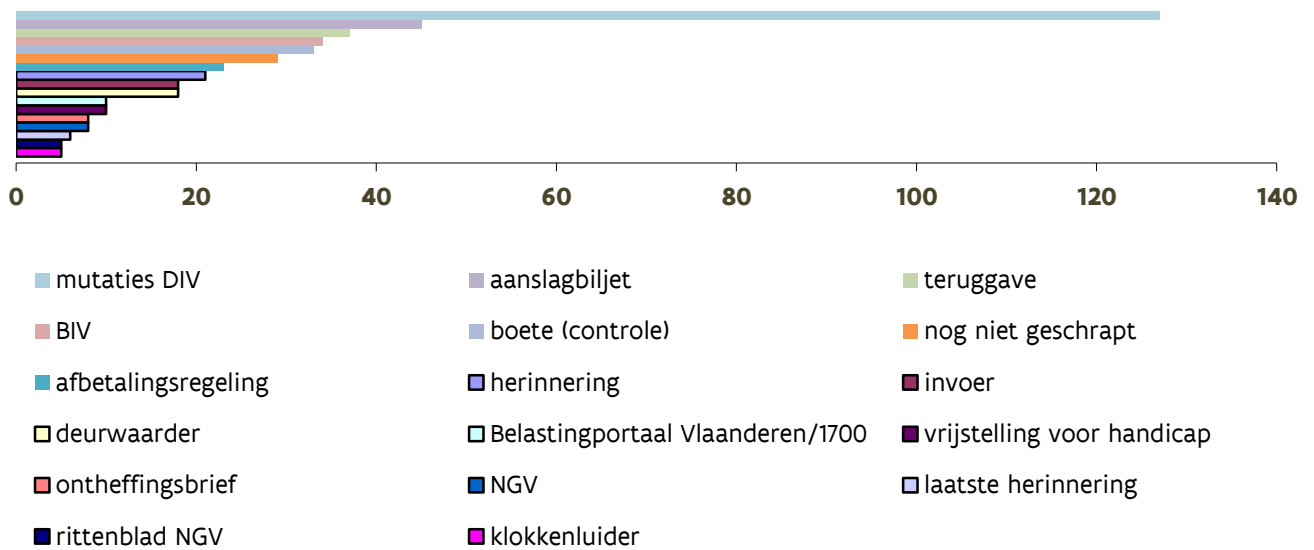 0 20 40 60 80 100 120 140
mutaties DIV aanslagbiljet teruggave
BIV boete (controle) nog niet geschrapt
afbetalingsregeling herinnering invoer
deurwaarder Belastingportaal Vlaanderen/1700 vrijstelling voor handicap
ontheffingsbrief NGV laatste herinnering
rittenblad NGV klokkenluider